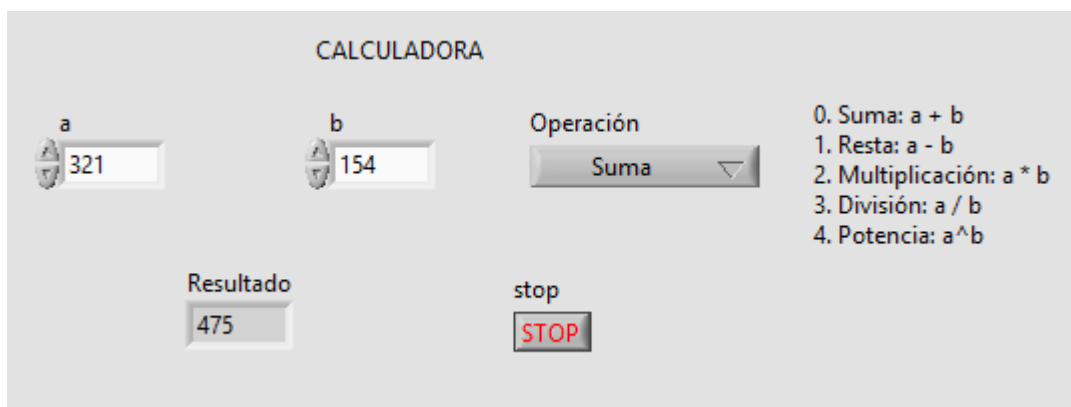 CALCULADORA
a
321
b
154
Operación
Suma
0. Suma: a + b
1. Resta: a - b
2. Multiplicación: a * b
3. División: a / b
4. Potencia: a^b
Resultado
475
stop
STOP